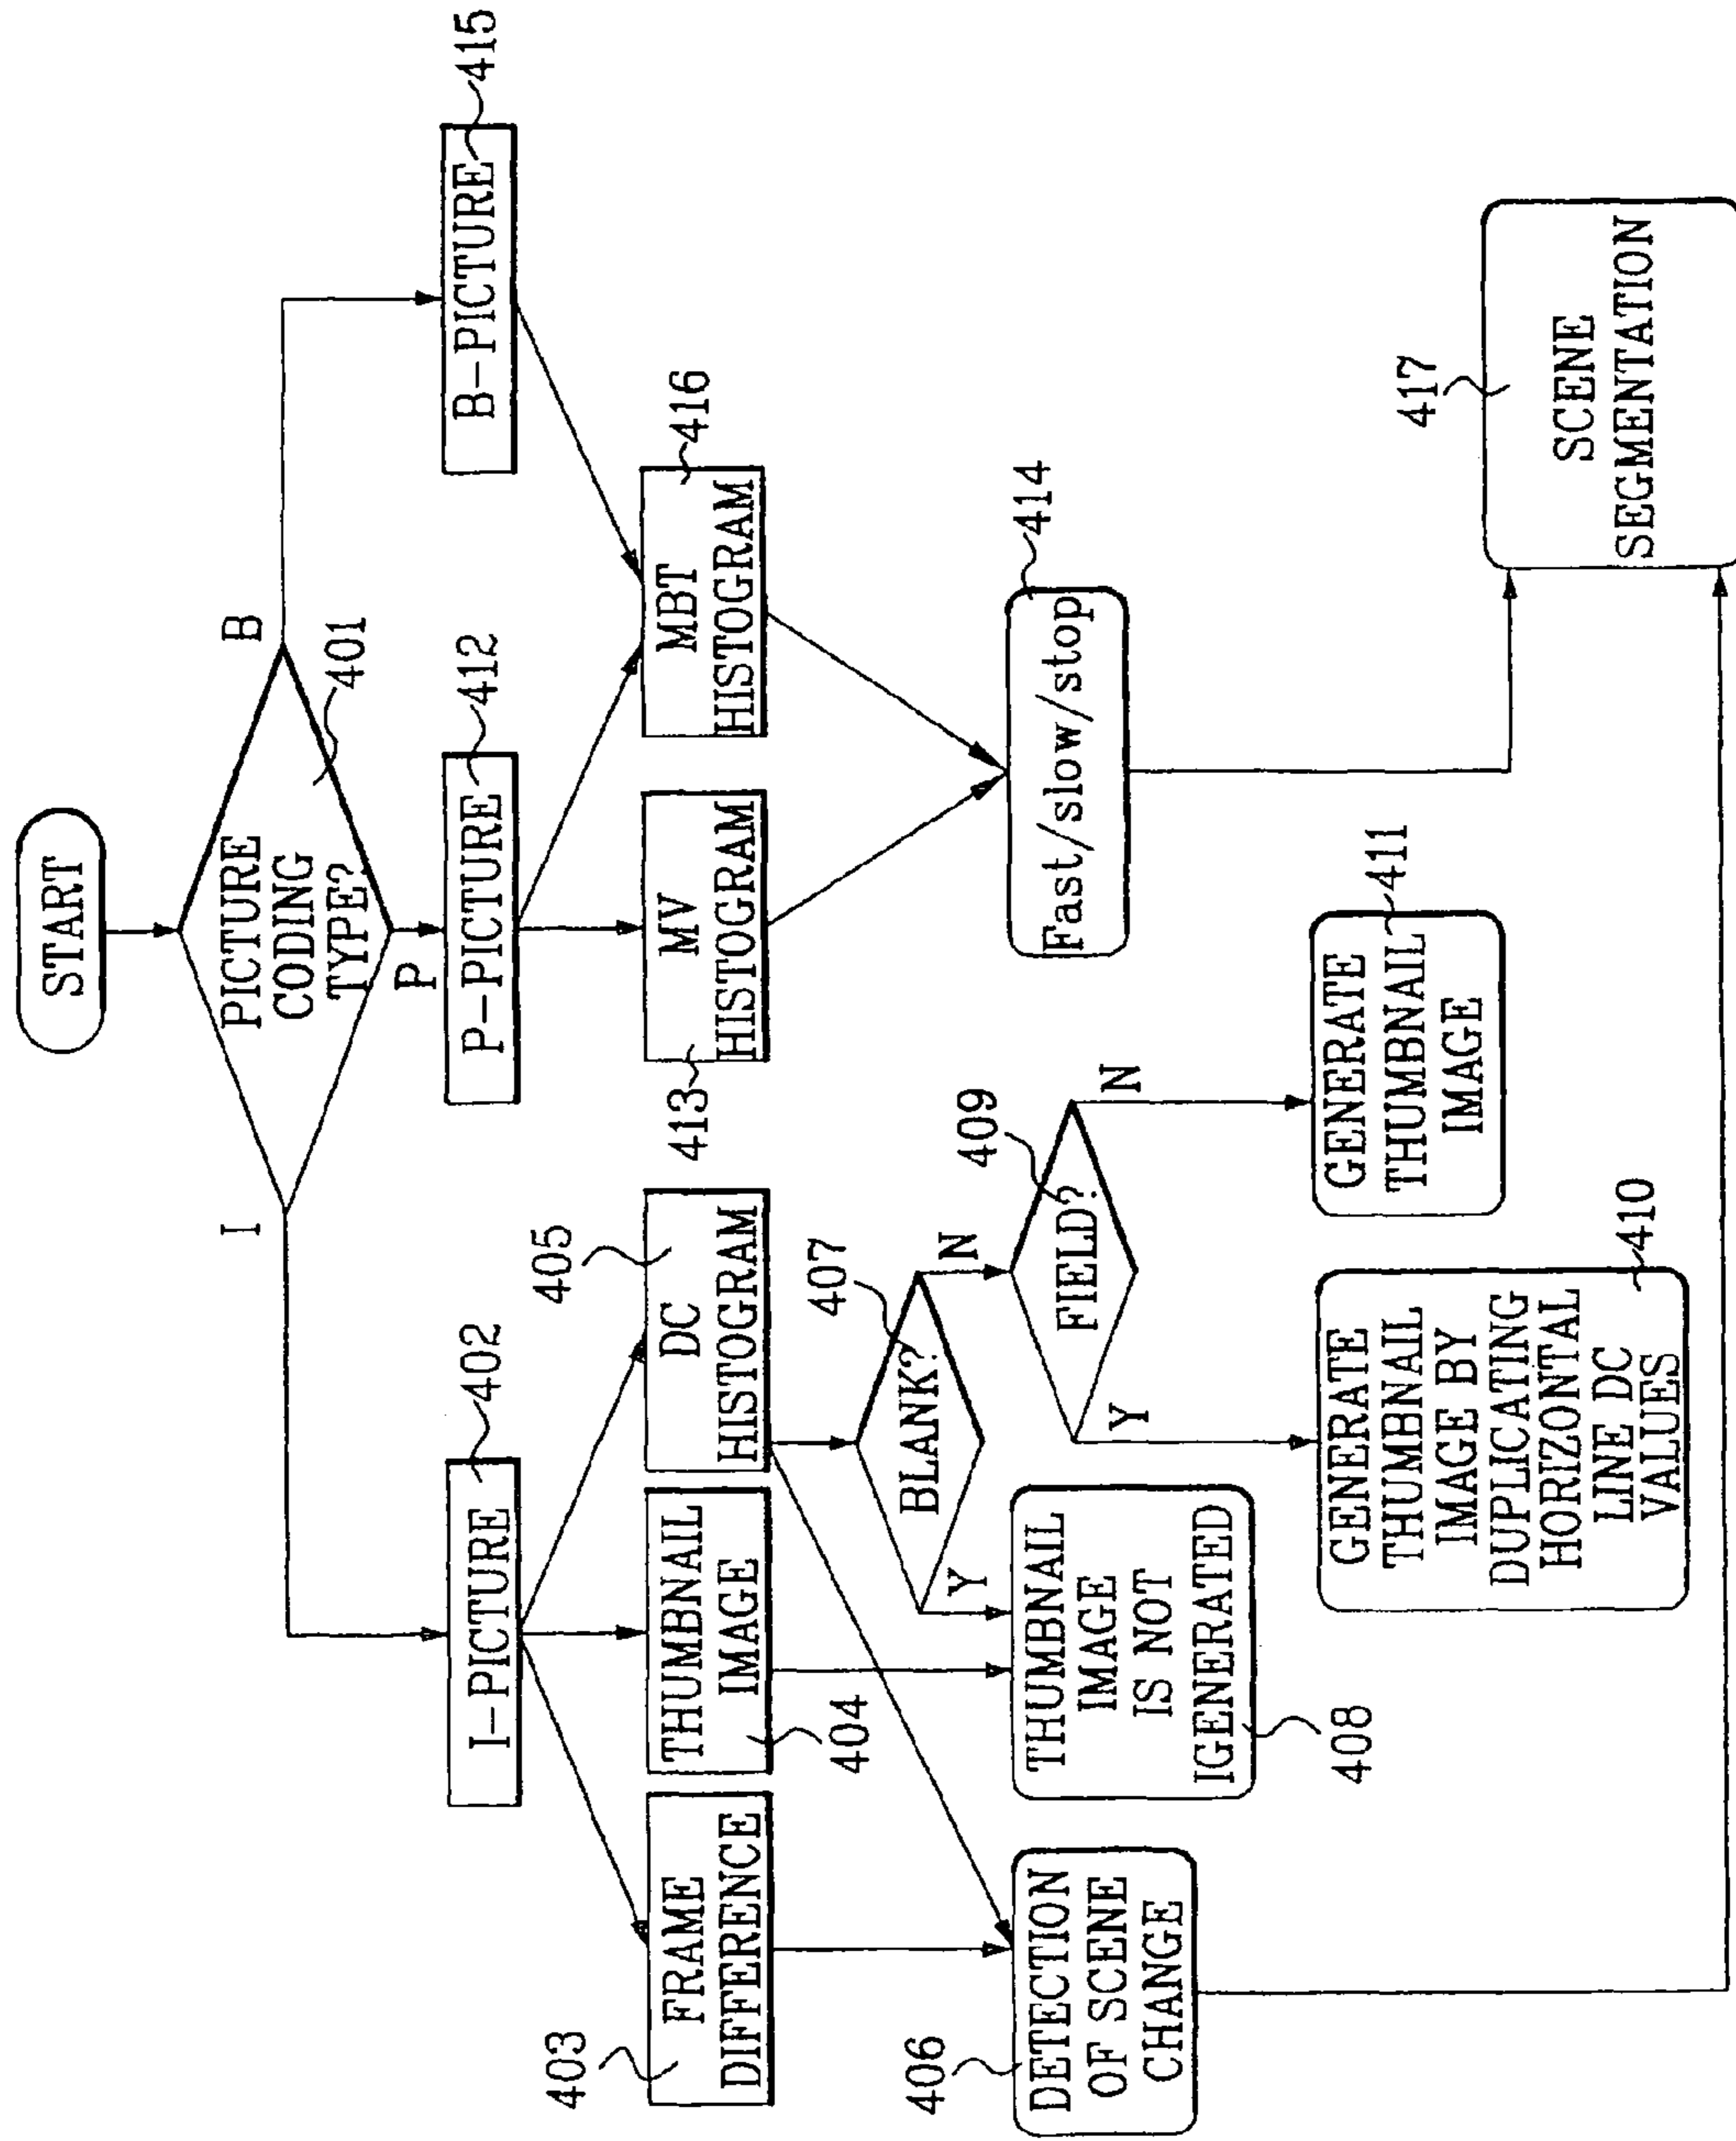 START
PICTURE
CODING
TYPE?
401
I
P
B
I-PICTURE
402
P-PICTURE
412
B-PICTURE
415
403
FRAME
DIFFERENCE
THUMBNAIL
IMAGE
404
405
DC
HISTOGRAM
413
MV
HISTOGRAM
MBT
HISTOGRAM
416
407
BLANK?
Y
N
406
DETECTION
OF SCENE
CHANGE
THUMBNAIL
IMAGE
IS NOT
IGENERATED
408
409
FIELD?
Y
N
Fast/slow/stop
414
GENERATE
THUMBNAIL
IMAGE BY
DUPLICATING
HORIZONTAL
LINE DC
VALUES
410
GENERATE
THUMBNAIL
IMAGE
411
417
SCENE
SEGMENTATION